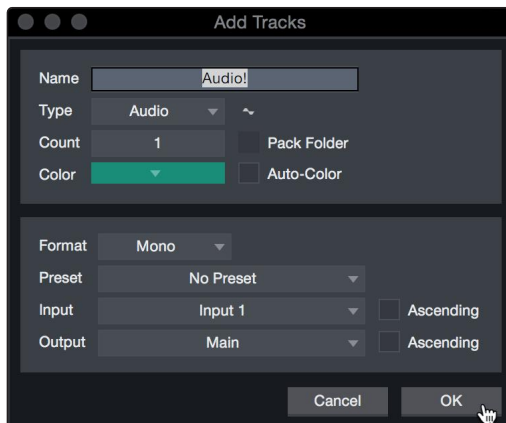 Add Tracks
Name Audio!
Type Audio
Count 1 Pack Folder
Color Auto-Color
Format Mono
Preset No Preset
Input Input 1 Ascending
Output Main Ascending
Cancel OK